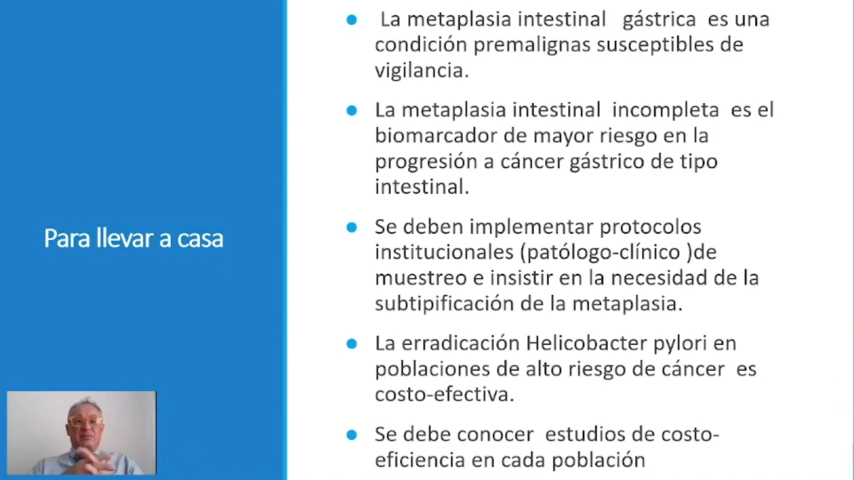 Para llevar a casa
● La metaplasia intestinal gástrica es una
condición premalignas susceptibles de
vigilancia.
● La metaplasia intestinal incompleta es el
biomarcador de mayor riesgo en la
progresión a cáncer gástrico de tipo
intestinal.
● Se deben implementar protocolos
institucionales (patólogo-clínico )de
muestreo e insistir en la necesidad de la
subtipificación de la metaplasia.
● La erradicación Helicobacter pylori en
poblaciones de alto riesgo de cáncer es
costo-efectiva.
● Se debe conocer estudios de costo-
eficiencia en cada población